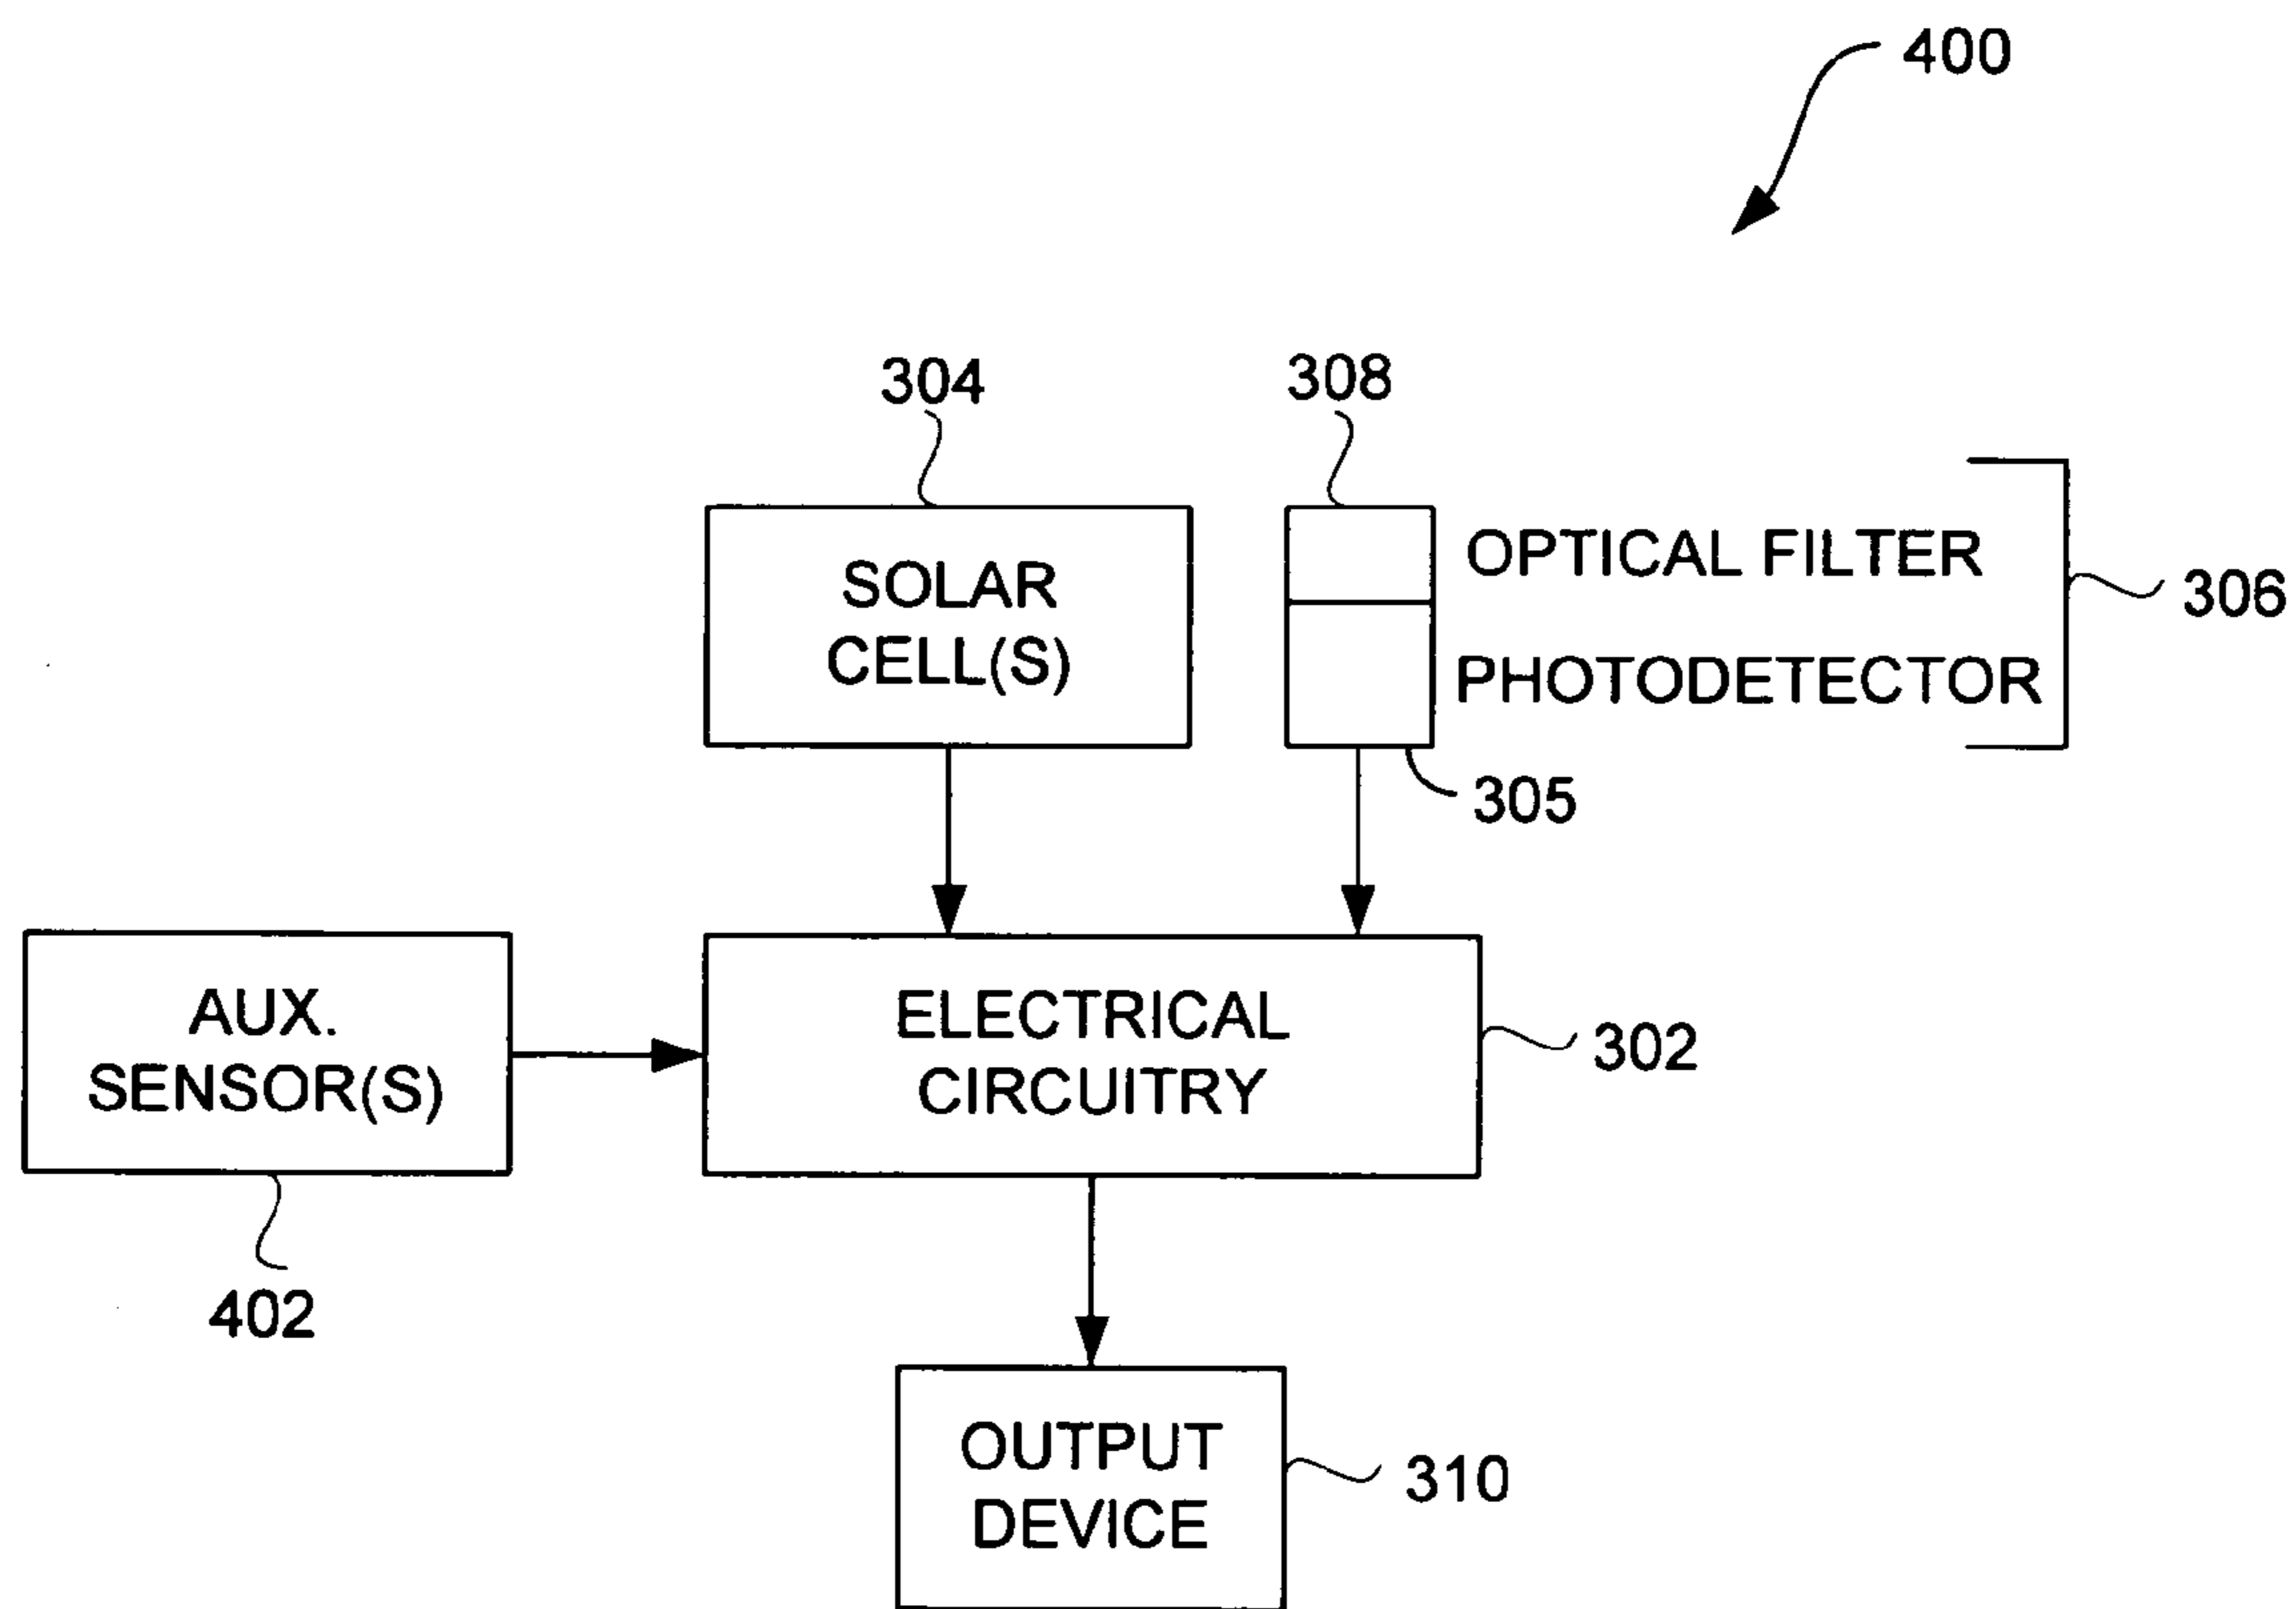 400
304
308
SOLAR
CELL(S)
OPTICAL FILTER
306
PHOTODETECTOR
305
AUX.
SENSOR(S)
ELECTRICAL
CIRCUITRY
302
402
OUTPUT
DEVICE
310